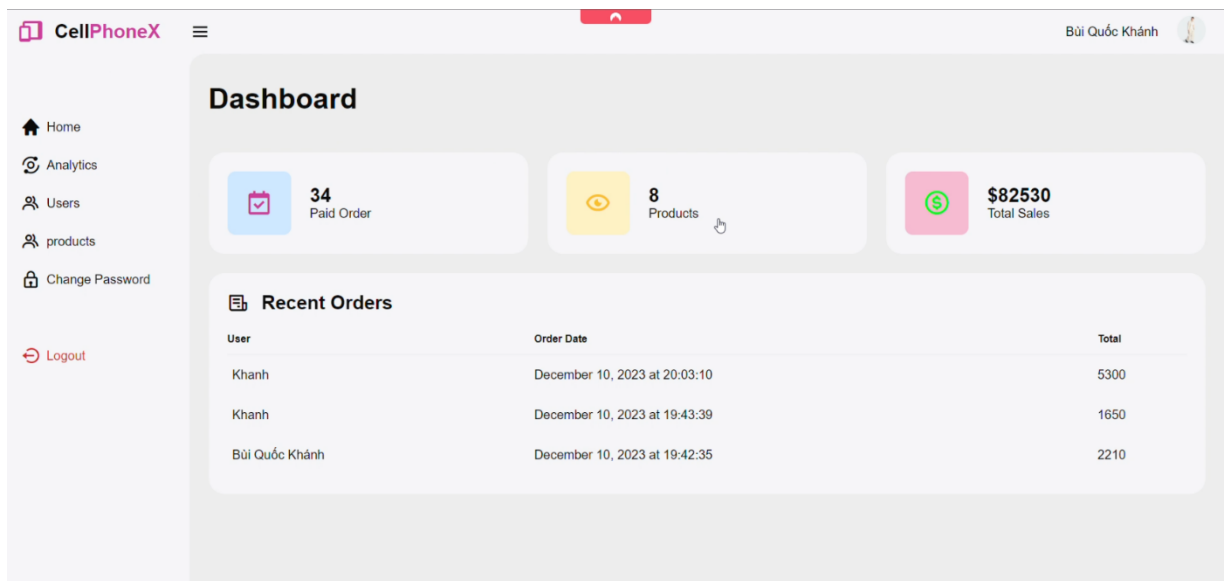 CellPhoneX
Bùi Quốc Khánh
Home
Analytics
Users
products
Change Password
Logout
Dashboard
34
Paid Order
8
Products
$82530
Total Sales
Recent Orders
User Order Date Total
Khanh December 10, 2023 at 20:03:10 5300
Khanh December 10, 2023 at 19:43:39 1650
Bùi Quốc Khánh December 10, 2023 at 19:42:35 2210